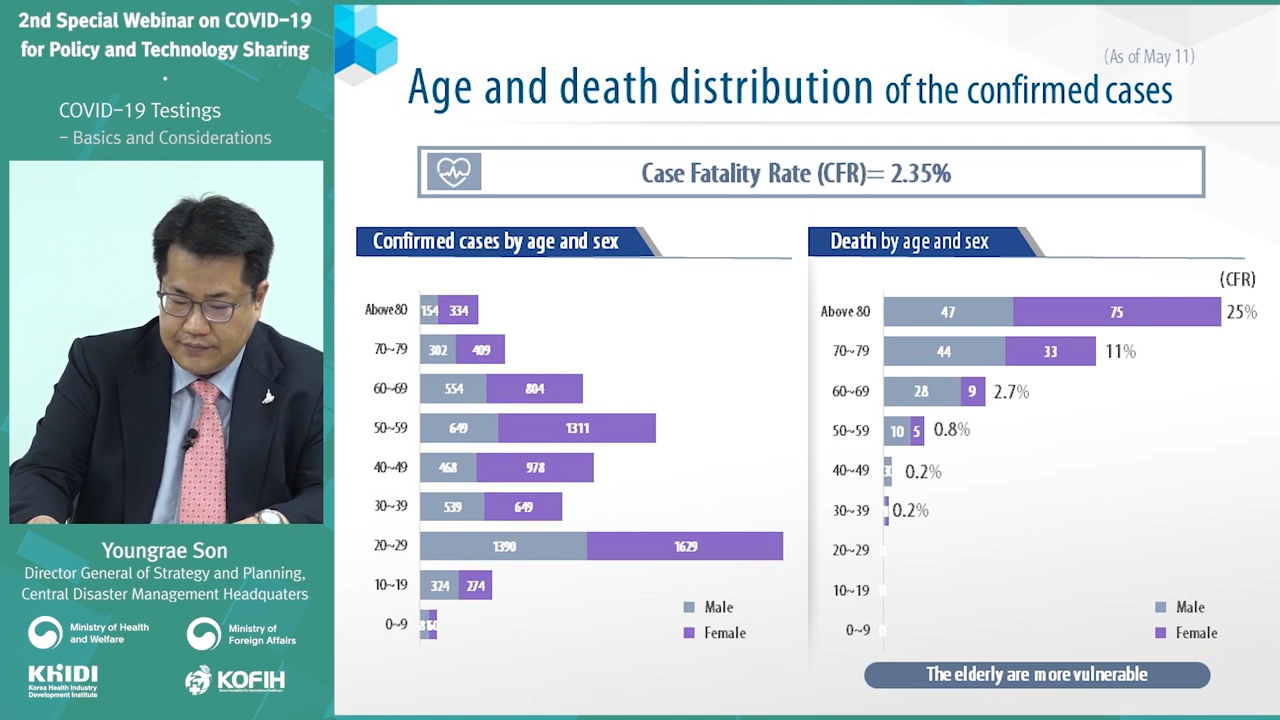 2nd Special Webinar on COVID-19
for Policy and Technology Sharing
COVID-19 Testings
- Basics and Considerations
Youngrae Son
Director General of Strategy and Planning,
Central Disaster Management Headquaters
Ministry of Health
and Welfare
Ministry of
Foreign Affairs
KHIDI
Korea Health Industry
Development Institute
KOFIH
Korea Foundation for International Healthcare
(As of May 11)
Age and death distribution of the confirmed cases
Case Fatality Rate (CFR)= 2.35%
Confirmed cases by age and sex
Above 80 154 334
70~79 302 409
60~69 554 804
50~59 649 1311
40~49 468 978
30~39 539 649
20~29 1390 1629
10~19 324 274
0~9
Male
Female
Death by age and sex
(CFR)
Above 80 47 75 25%
70~79 44 33 11%
60~69 28 9 2.7%
50~59 10 5 0.8%
40~49 0.2%
30~39 0.2%
20~29 0
10~19 0
0~9 0
Male
Female
The elderly are more vulnerable